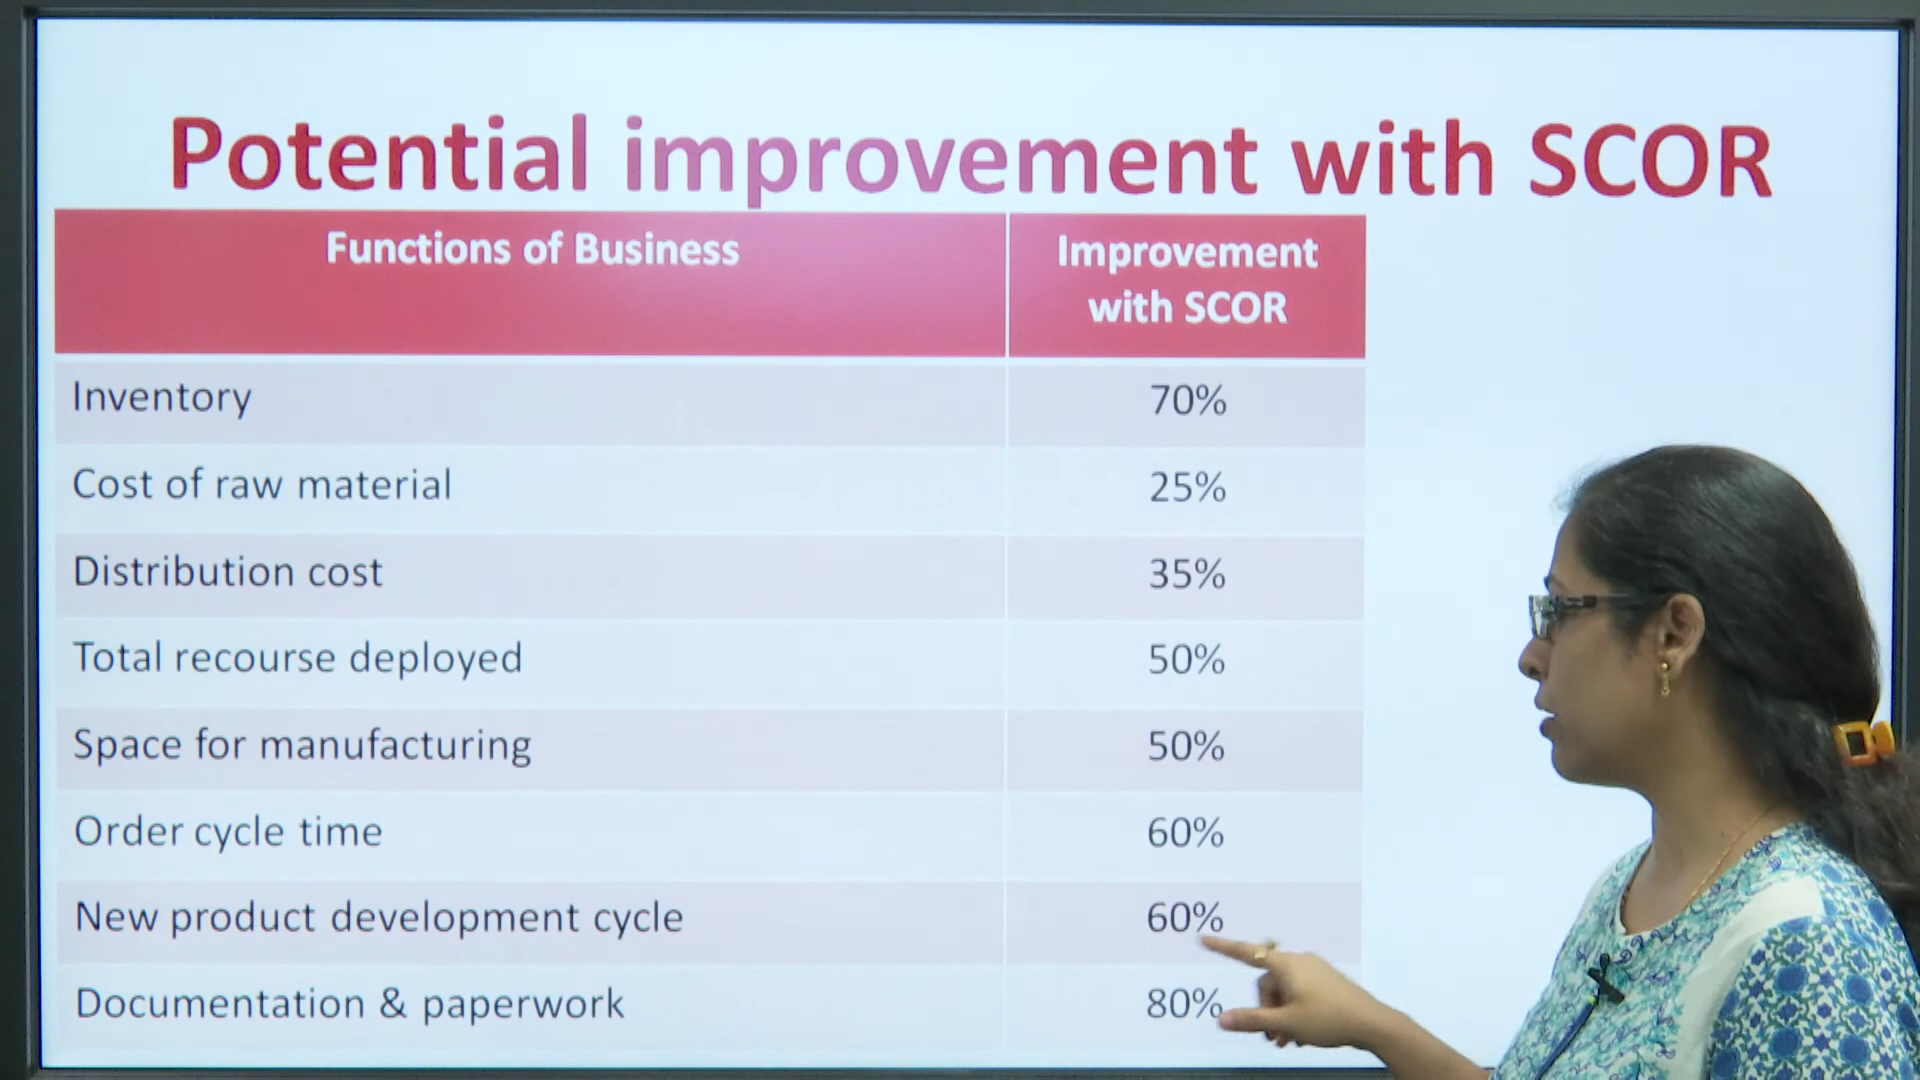 Potential improvement with SCOR
Functions of Business
Improvement
with SCOR
Inventory
70%
Cost of raw material
25%
Distribution cost
35%
Total recourse deployed
50%
Space for manufacturing
50%
Order cycle time
60%
New product development cycle
60%
Documentation & paperwork
80%